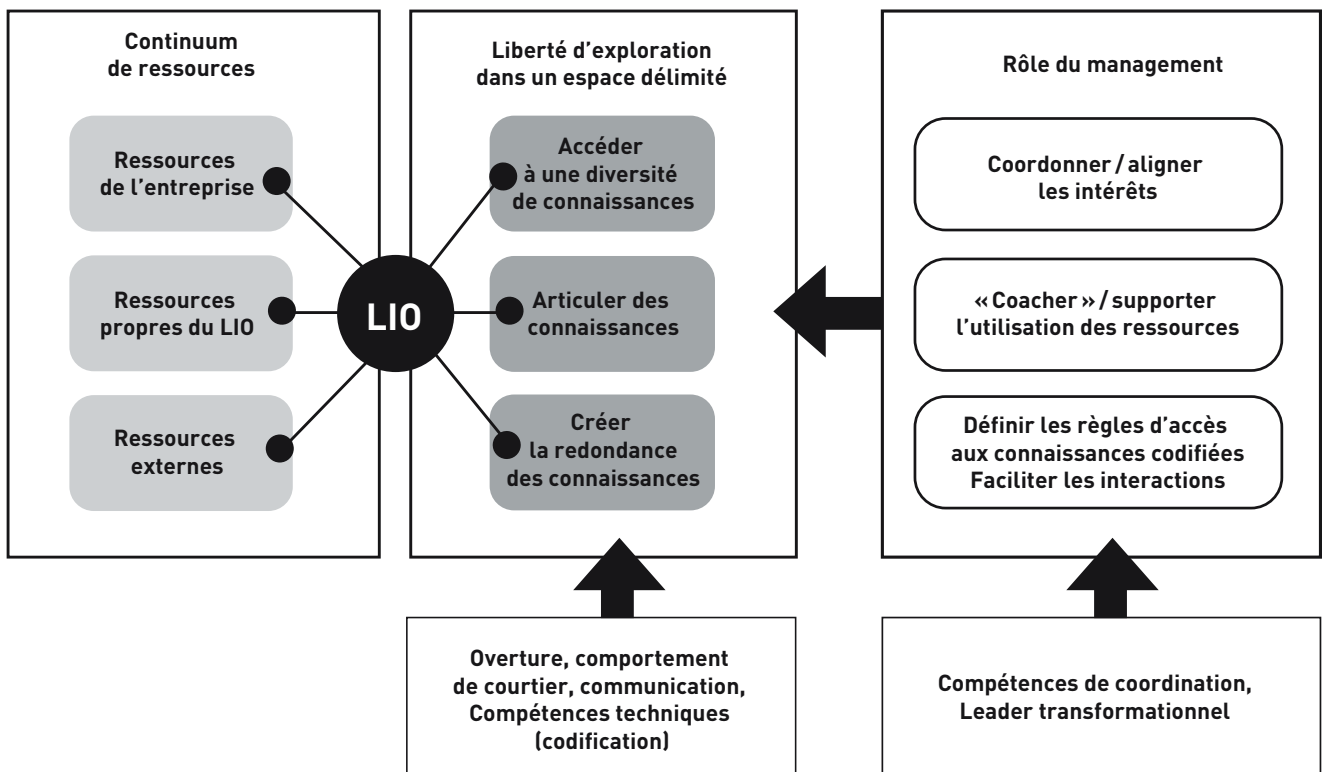 Continuum
de ressources
Ressources
de l'entreprise
Ressources
propres du LIO
Ressources
externes
LIO
Liberté d'exploration
dans un espace délimité
Accéder
à une diversité
de connaissances
Articuler des
connaissances
Créer
la redondance
des connaissances
Rôle du management
Coordonner / aligner
les intérêts
« Coacher » / supporter
l'utilisation des ressources
Définir les règles d'accès
aux connaissances codifiées
Faciliter les interactions
Overture, comportement
de courtier, communication,
Compétences techniques
(codification)
Compétences de coordination,
Leader transformationnel